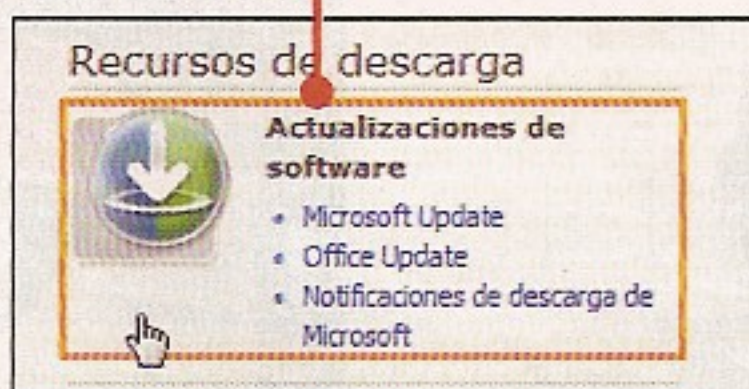 Recursos de descarga
Actualizaciones de
software
• Microsoft Update
• Office Update
• Notificaciones de descarga de
Microsoft